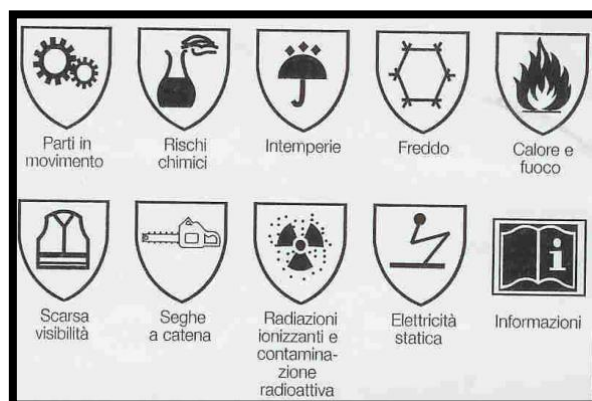 Parti in
movimento
Rischi
chimici
Intemperie
Freddo
Calore e
fuoco
Scarsa
visibilità
Seghe
a catena
Radiazioni
ionizzanti e
contamina-
zione
radioattiva
Elettricità
statica
i
Informazioni